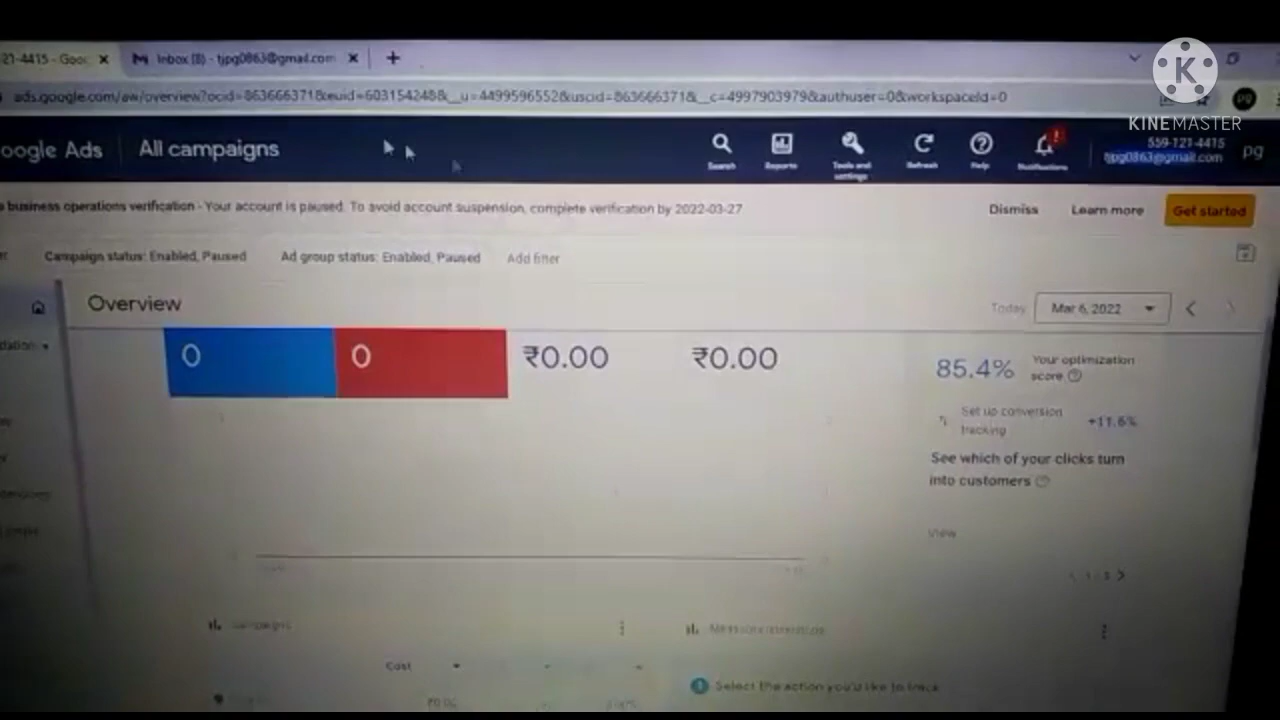 21-4415 - Goo
Inbox (8) - tjpg0863@gmail.com
ads.google.com/aw/overview?ocid=863666371&euid=603154248&__u=4499596552&uscid=863666371&__c=4997903979&authuser=0&workspaceId=0
KINEMASTER
oogle Ads
All campaigns
Search
Reports
Tools and settings
Refresh
Help
Notifications
559-121-4415
tjpg0863@gmail.com
pg
business operations verification - Your account is paused. To avoid account suspension, complete verification by 2022-03-27
Dismiss
Learn more
Get started
Campaign status: Enabled, Paused
Ad group status: Enabled, Paused
Add filter
Overview
Today
Mar 6, 2022
0
0
₹0.00
₹0.00
85.4%
Your optimization
score
Set up conversion
tracking
+11.6%
See which of your clicks turn
into customers
View
Cost
Select the action you'd like to track